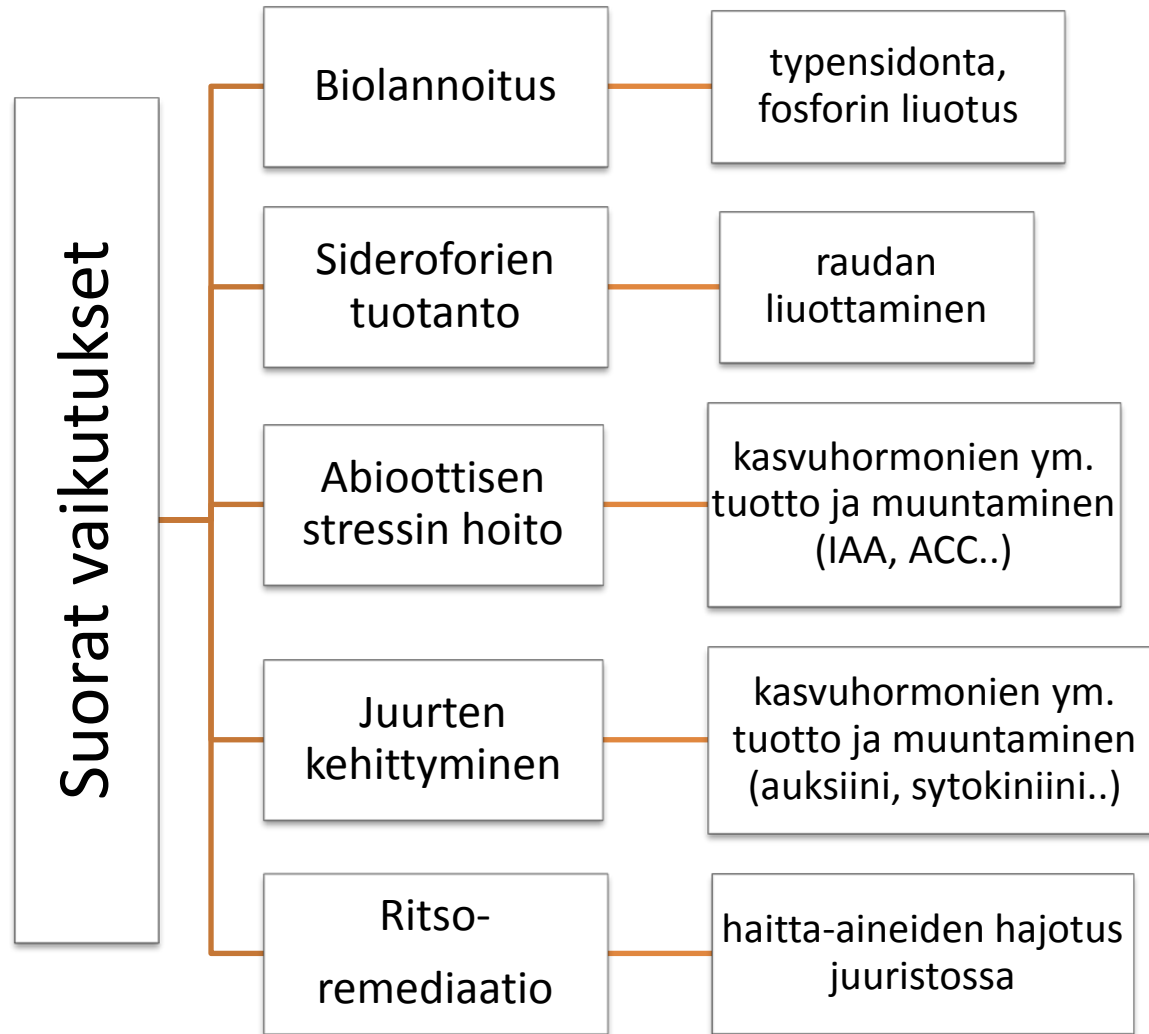 Suorat vaikutukset
Biolannoitus
typensidonta,
fosforin liuotus
Sideroforien
tuotanto
raudan
liuottaminen
Abioottisen
stressin hoito
kasvuhormonien ym.
tuotto ja muuntaminen
(IAA, ACC..)
Juurten
kehittyminen
kasvuhormonien ym.
tuotto ja muuntaminen
(auksiini, sytokiniini..)
Ritso-
remediaatio
haitta-aineiden hajotus
juuristossa